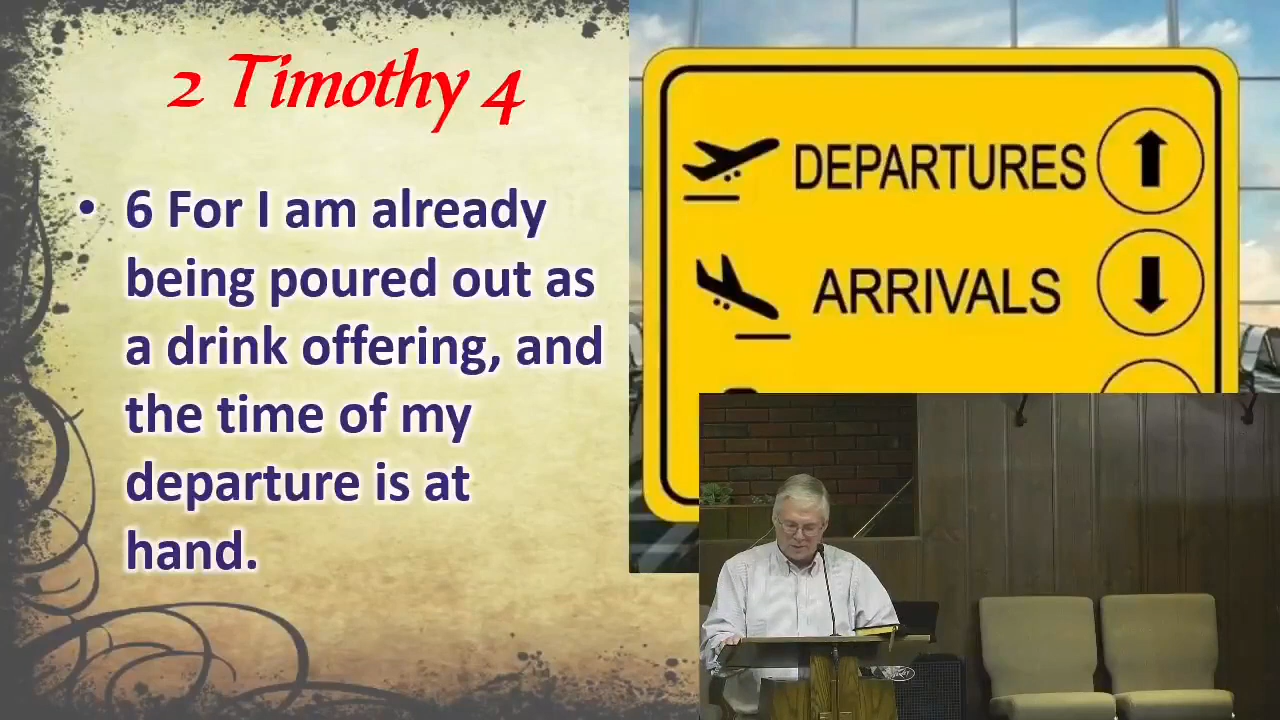 2 Timothy 4
• 6 For I am already
being poured out as
a drink offering, and
the time of my
departure is at
hand.
DEPARTURES
ARRIVALS